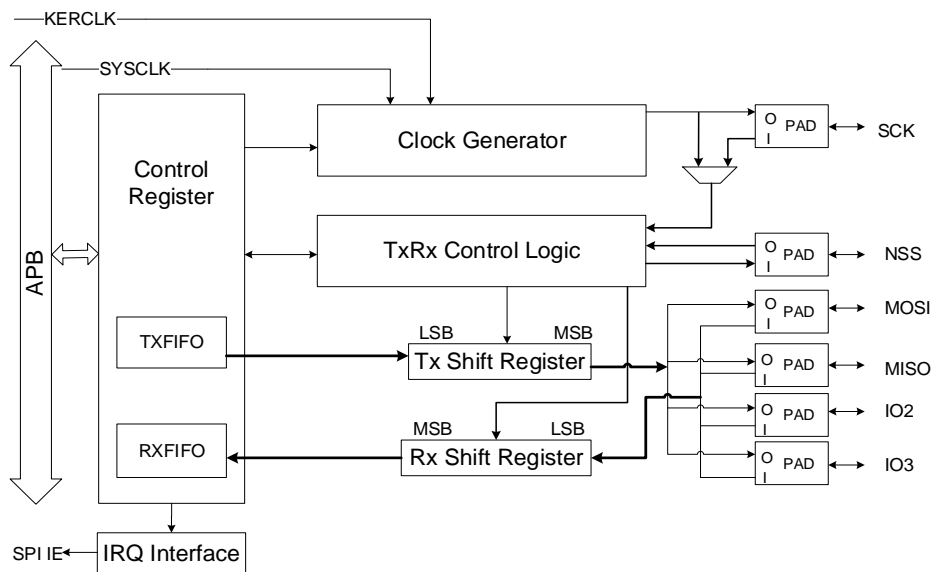 KERCLK
SYSCLK
APB
Control
Register
Clock Generator
O
I
PAD
SCK
TxRx Control Logic
O
I
PAD
NSS
TXFIFO
LSB
MSB
Tx Shift Register
O
I
PAD
MOSI
O
I
PAD
MISO
RXFIFO
MSB
LSB
Rx Shift Register
O
I
PAD
IO2
O
I
PAD
IO3
SPI IE
IRQ Interface